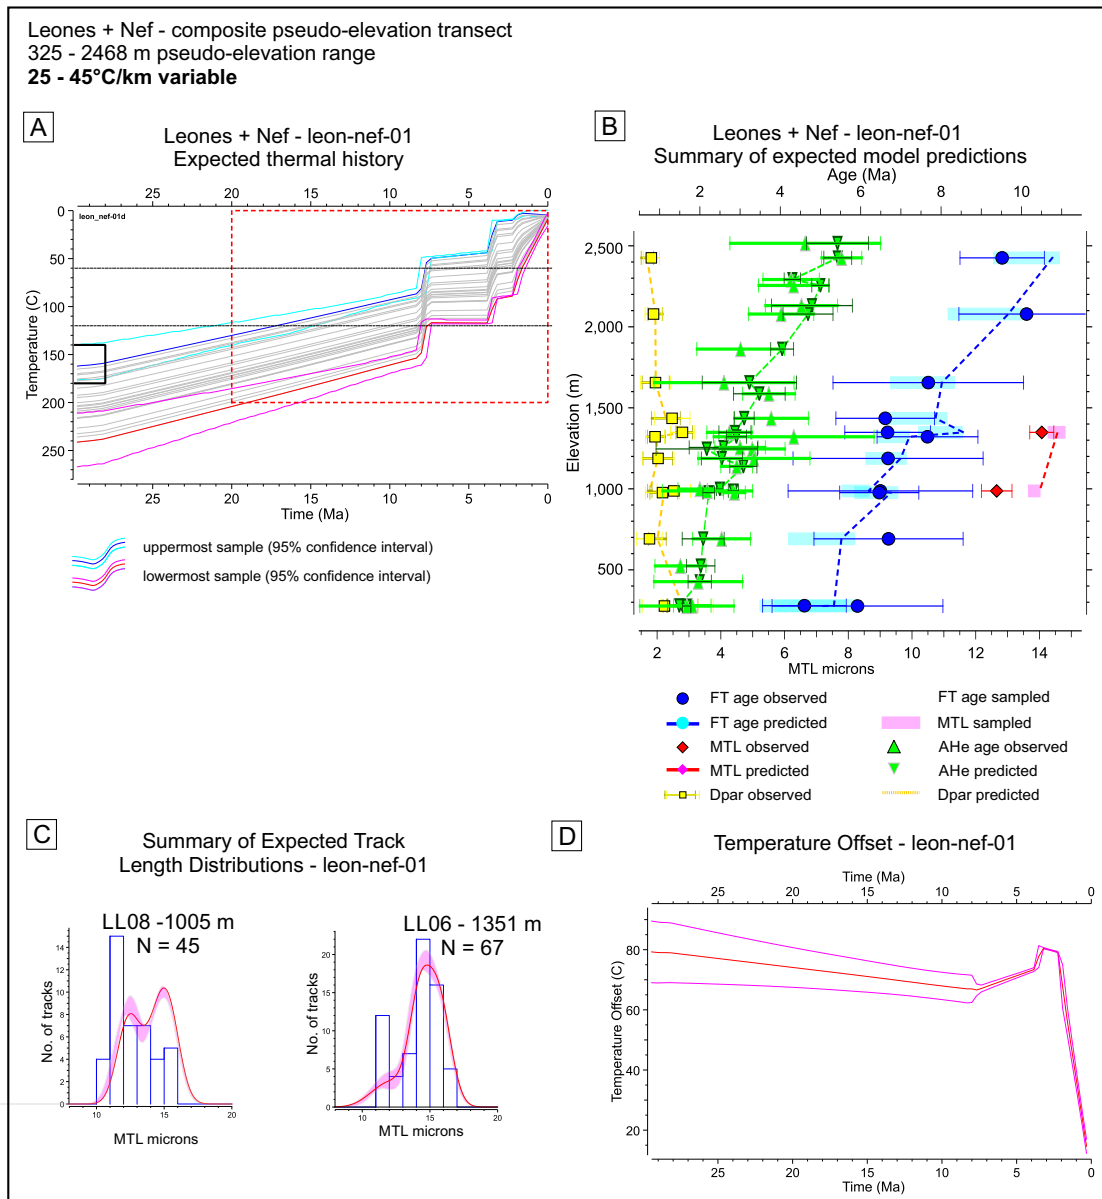 Leones + Nef - composite pseudo-elevation transect
325 - 2468 m pseudo-elevation range
25 - 45°C/km variable
A
Leones + Nef - leon-nef-01
Expected thermal history
25 20 15 10 5 0
leon_nef-01d
Temperature (C)
0
50
100
150
200
250
25 20 15 10 5 0
Time (Ma)
uppermost sample (95% confidence interval)
lowermost sample (95% confidence interval)
B
Leones + Nef - leon-nef-01
Summary of expected model predictions
Age (Ma)
2 4 6 8 10
Elevation (m)
2,500
2,000
1,500
1,000
500
2 4 6 8 10 12 14
MTL microns
FT age observed
FT age sampled
FT age predicted
MTL sampled
MTL observed
AHe age observed
MTL predicted
AHe predicted
Dpar observed
Dpar predicted
C
Summary of Expected Track
Length Distributions - leon-nef-01
LL08 -1005 m
N = 45
No. of tracks
14
12
10
8
6
4
2
0
10 15 20
MTL microns
LL06 - 1351 m
N = 67
No. of tracks
20
15
10
5
0
10 15 20
MTL microns
D
Temperature Offset - leon-nef-01
Time (Ma)
25 20 15 10 5 0
Temperature Offset (C)
80
60
40
20
25 20 15 10 5 0
Time (Ma)